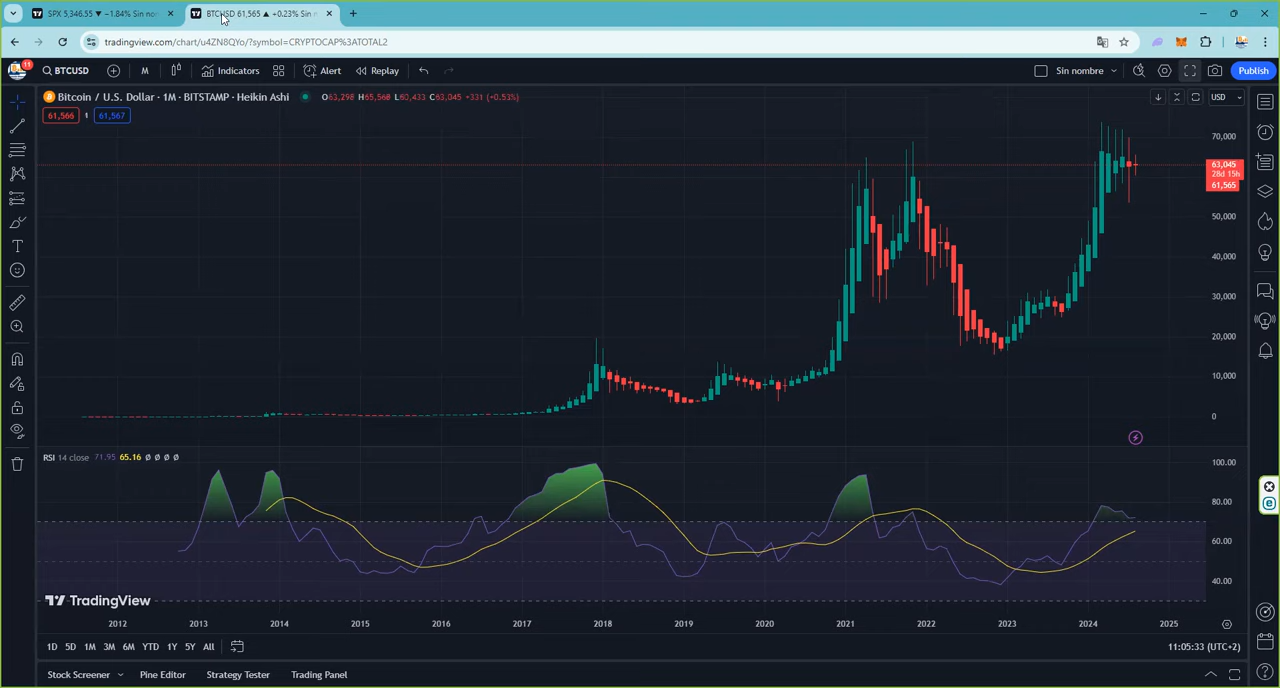 SPX 5,346.55 ▼ −1.84% Sin nor
BTCUSD 61,565 ▲ +0.23% Sin n
tradingview.com/chart/u4ZN8QYo/?symbol=CRYPTOCAP%3ATOTAL2
11
BTCUSD
M
Indicators
Alert
Replay
Sin nombre
Publish
Bitcoin / U.S. Dollar · 1M · BITSTAMP · Heikin Ashi
O63,298 H65,568 L60,433 C63,045 +331 (+0.53%)
USD
61,566 1 61,567
70,000
63,045
28d 15h
61,565
50,000
40,000
30,000
20,000
10,000
0
RSI 14 close 71.95 65.16 Ø Ø Ø Ø
100.00
80.00
60.00
40.00
TradingView
2012 2013 2014 2015 2016 2017 2018 2019 2020 2021 2022 2023 2024 2025
1D 5D 1M 3M 6M YTD 1Y 5Y All
11:05:33 (UTC+2)
Stock Screener Pine Editor Strategy Tester Trading Panel